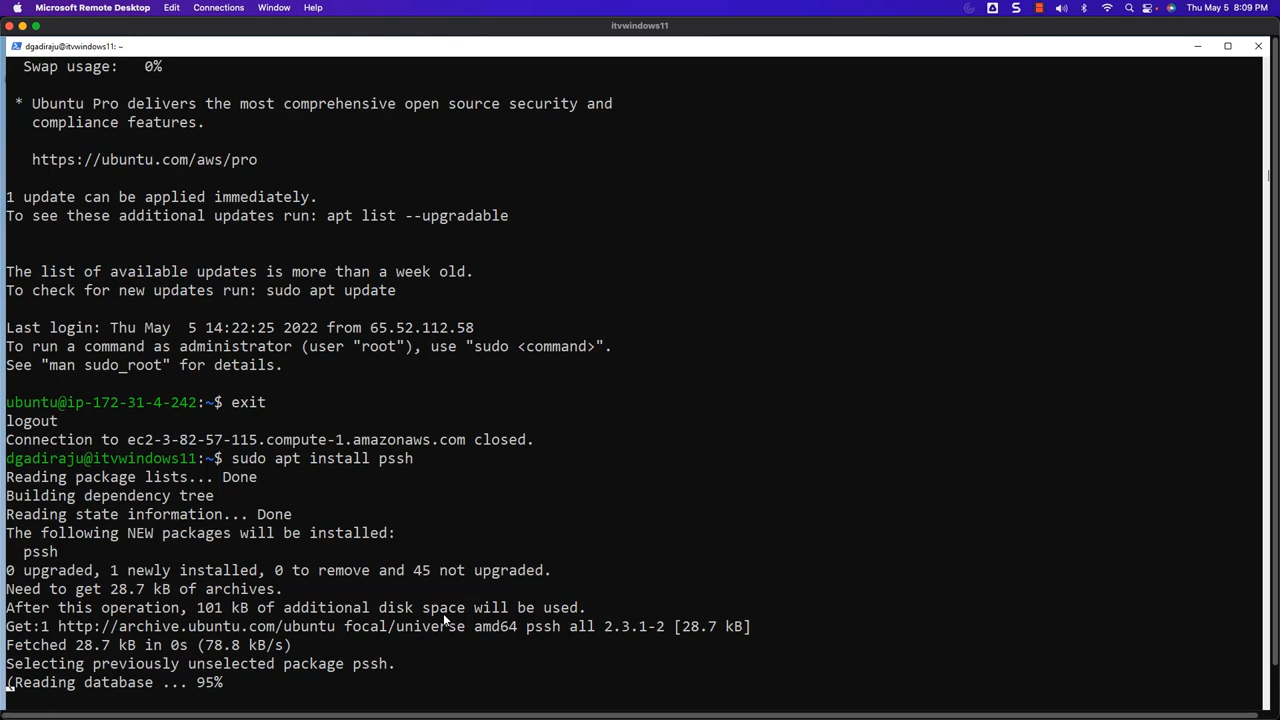 Microsoft Remote Desktop Edit Connections Window Help Thu May 5 8:09 PM
itvwindows11
dgadiraju@itvwindows11: ~
Swap usage: 0%
* Ubuntu Pro delivers the most comprehensive open source security and
compliance features.
https://ubuntu.com/aws/pro
1 update can be applied immediately.
To see these additional updates run: apt list --upgradable
The list of available updates is more than a week old.
To check for new updates run: sudo apt update
Last login: Thu May 5 14:22:25 2022 from 65.52.112.58
To run a command as administrator (user "root"), use "sudo <command>".
See "man sudo_root" for details.
ubuntu@ip-172-31-4-242:~$ exit
logout
Connection to ec2-3-82-57-115.compute-1.amazonaws.com closed.
dgadiraju@itvwindows11:~$ sudo apt install pssh
Reading package lists... Done
Building dependency tree
Reading state information... Done
The following NEW packages will be installed:
pssh
0 upgraded, 1 newly installed, 0 to remove and 45 not upgraded.
Need to get 28.7 kB of archives.
After this operation, 101 kB of additional disk space will be used.
Get:1 http://archive.ubuntu.com/ubuntu focal/universe amd64 pssh all 2.3.1-2 [28.7 kB]
Fetched 28.7 kB in 0s (78.8 kB/s)
Selecting previously unselected package pssh.
(Reading database ... 95%